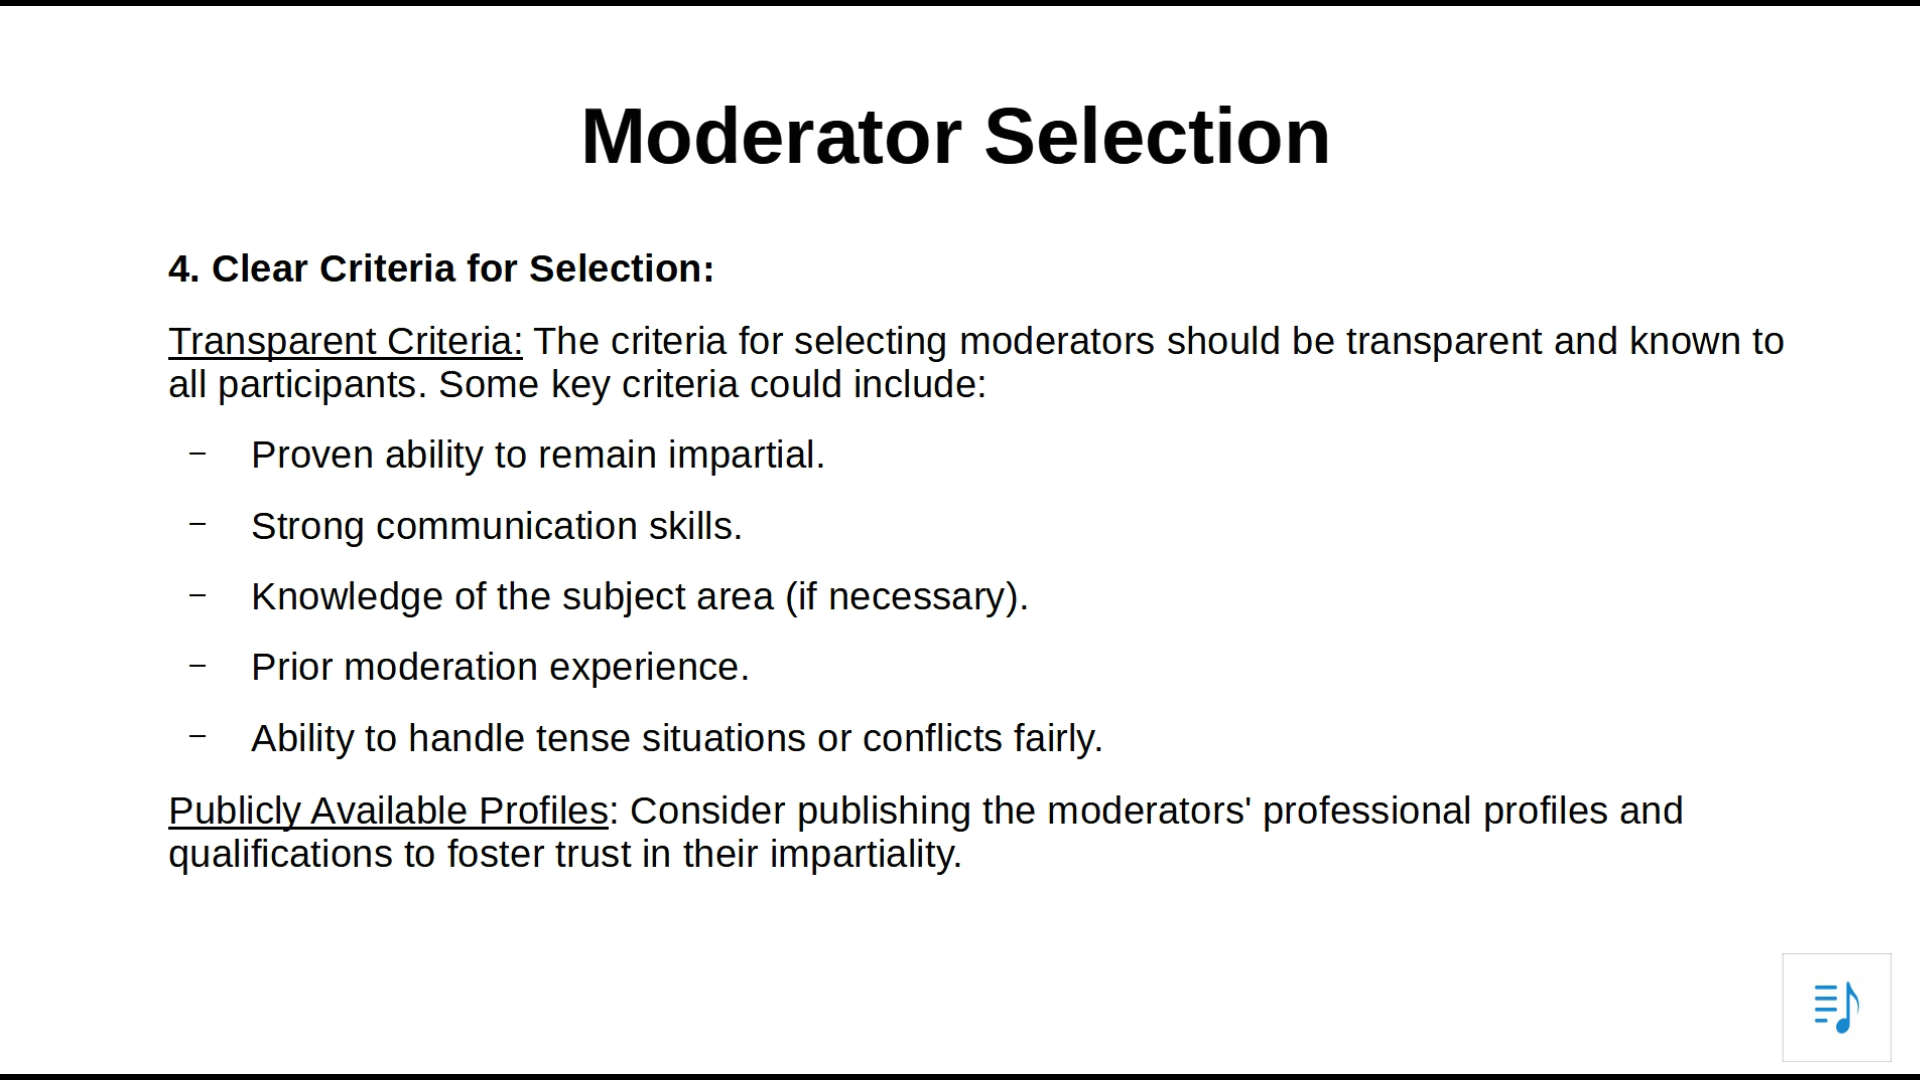 Moderator Selection
4. Clear Criteria for Selection:
Transparent Criteria: The criteria for selecting moderators should be transparent and known to
all participants. Some key criteria could include:
– Proven ability to remain impartial.
– Strong communication skills.
– Knowledge of the subject area (if necessary).
– Prior moderation experience.
– Ability to handle tense situations or conflicts fairly.
Publicly Available Profiles: Consider publishing the moderators' professional profiles and
qualifications to foster trust in their impartiality.